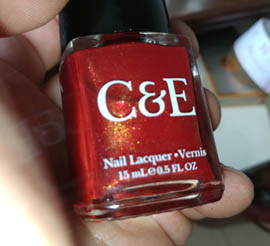 C&E
Nail Lacquer • Vernis
15 mL e 0.5 FL OZ